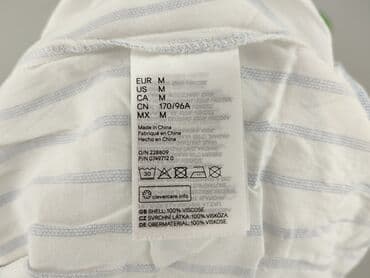 EUR M
US M
CA M
CN 170/96A
MX M
Made in China
Fabriqué en Chine
Hecho en China
O/N 228809
P/N 0749712 0
30
clevercare.info
GB SHELL: 100% VISCOSE
CZ SVRCHNÍ LÁTKA: 100% VISKÓZA
DE OBERMATERIAL: 100% VISKOSE